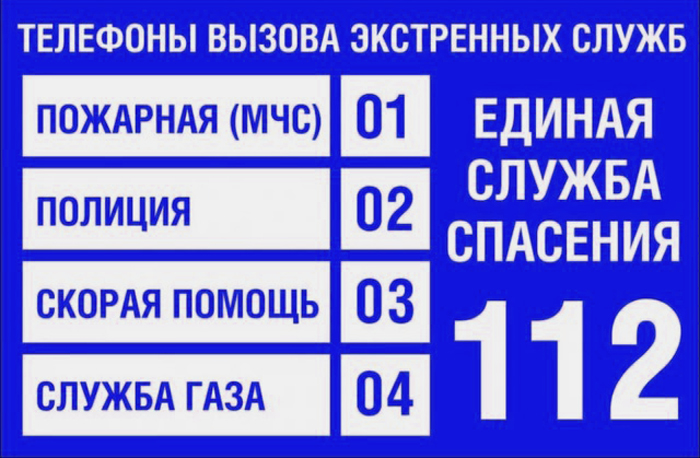 ТЕЛЕФОНЫ ВЫЗОВА ЭКСТРЕННЫХ СЛУЖБ
ПОЖАРНАЯ (МЧС) 01
ПОЛИЦИЯ 02
СКОРАЯ ПОМОЩЬ 03
СЛУЖБА ГАЗА 04
ЕДИНАЯ
СЛУЖБА
СПАСЕНИЯ
112